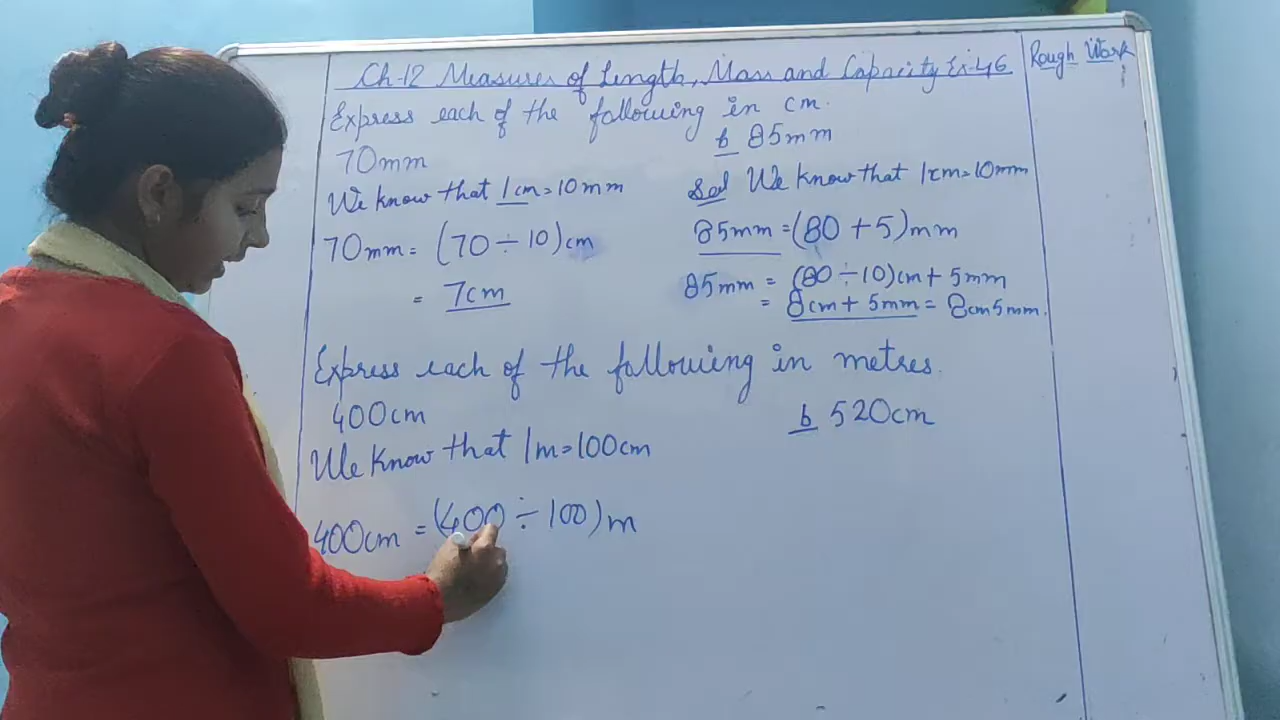 Ch-12 Measures of Length, Mass and Capacity Ex-46
Rough Work
Express each of the following in cm.
70mm
We know that 1cm=10mm
70mm = (70 ÷ 10)cm
= 7cm
b 85mm
Sol We know that 1cm=10mm
85mm = (80 + 5)mm
85mm = (80 ÷ 10)cm + 5mm
= 8cm + 5mm = 8cm 5mm.
Express each of the following in metres.
400cm
We know that 1m=100cm
400cm = (400 ÷ 100)m
b 520cm